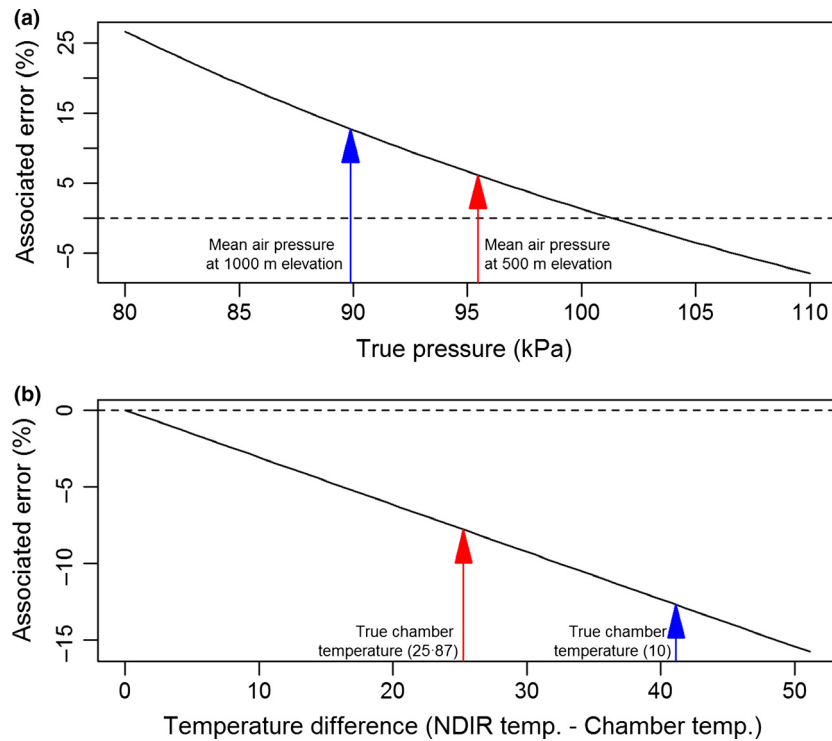 (a)
Associated error (%)
25
15
5
−5
Mean air pressure
at 1000 m elevation
Mean air pressure
at 500 m elevation
80 85 90 95 100 105 110
True pressure (kPa)
(b)
Associated error (%)
0
−5
−10
−15
True chamber
temperature (25·87)
True chamber
temperature (10)
0 10 20 30 40 50
Temperature difference (NDIR temp. - Chamber temp.)